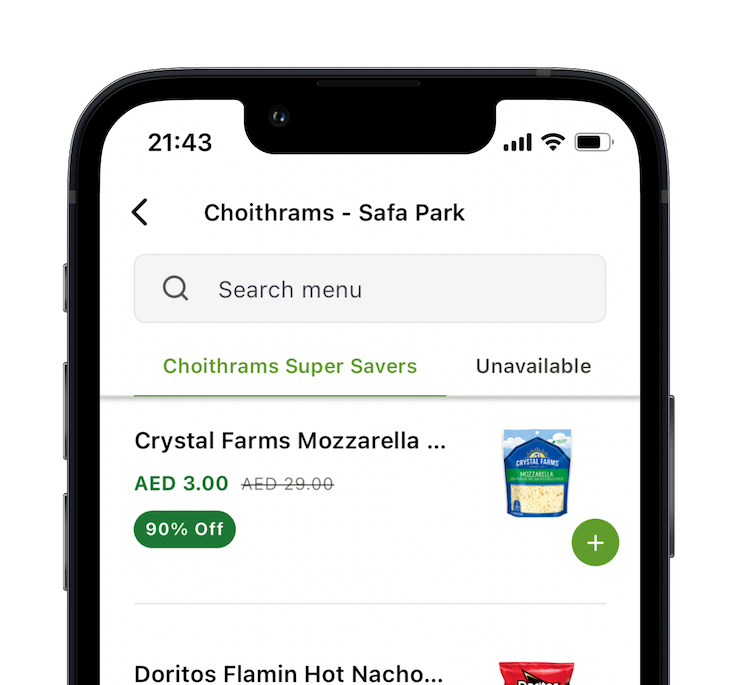 21:43
Choithrams - Safa Park
Search menu
Choithrams Super Savers
Unavailable
Crystal Farms Mozzarella ...
AED 3.00 AED 29.00
90% Off
CRYSTAL FARMS
MOZZARELLA
+
Doritos Flamin Hot Nacho...
Doritos